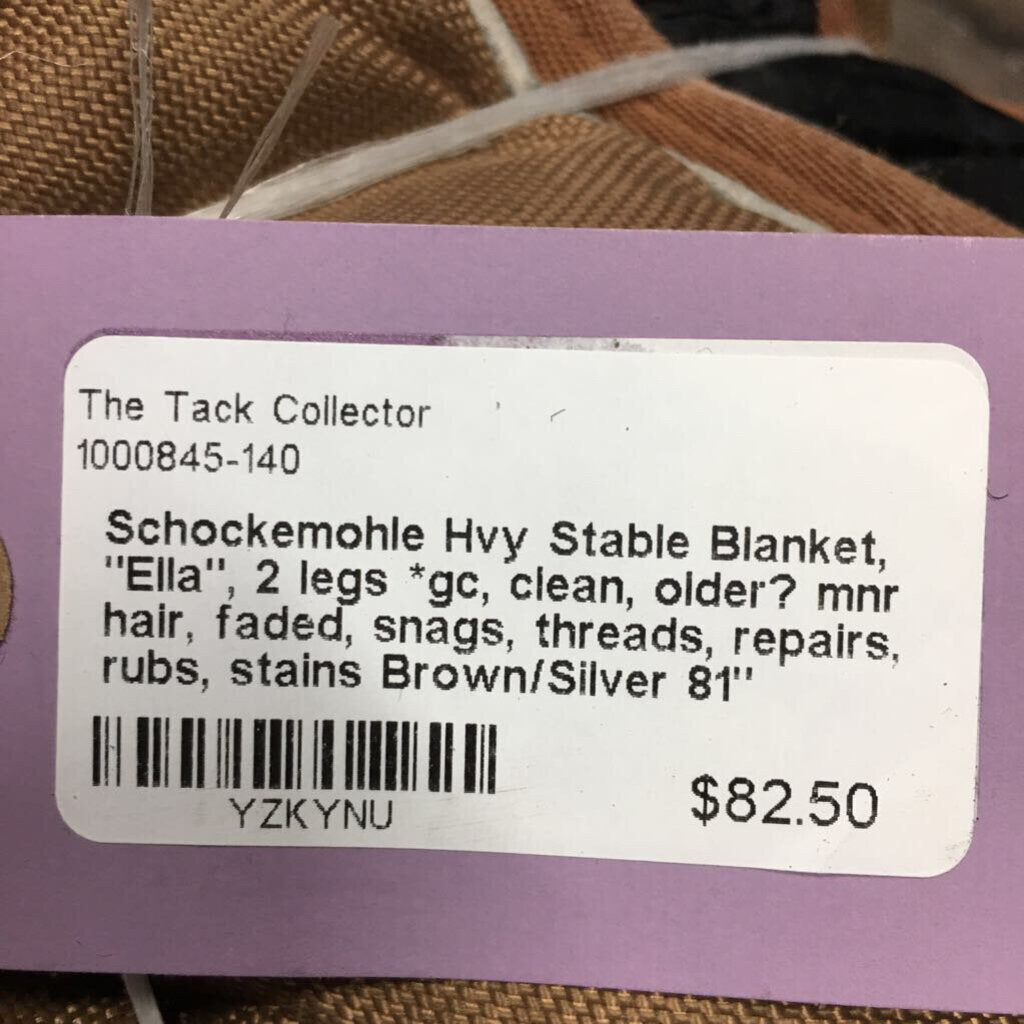 The Tack Collector
1000845-140
Schockemohle Hvy Stable Blanket,
"Ella", 2 legs *gc, clean, older? mnr
hair, faded, snags, threads, repairs,
rubs, stains Brown/Silver 81"
YZKYNU
$82.50